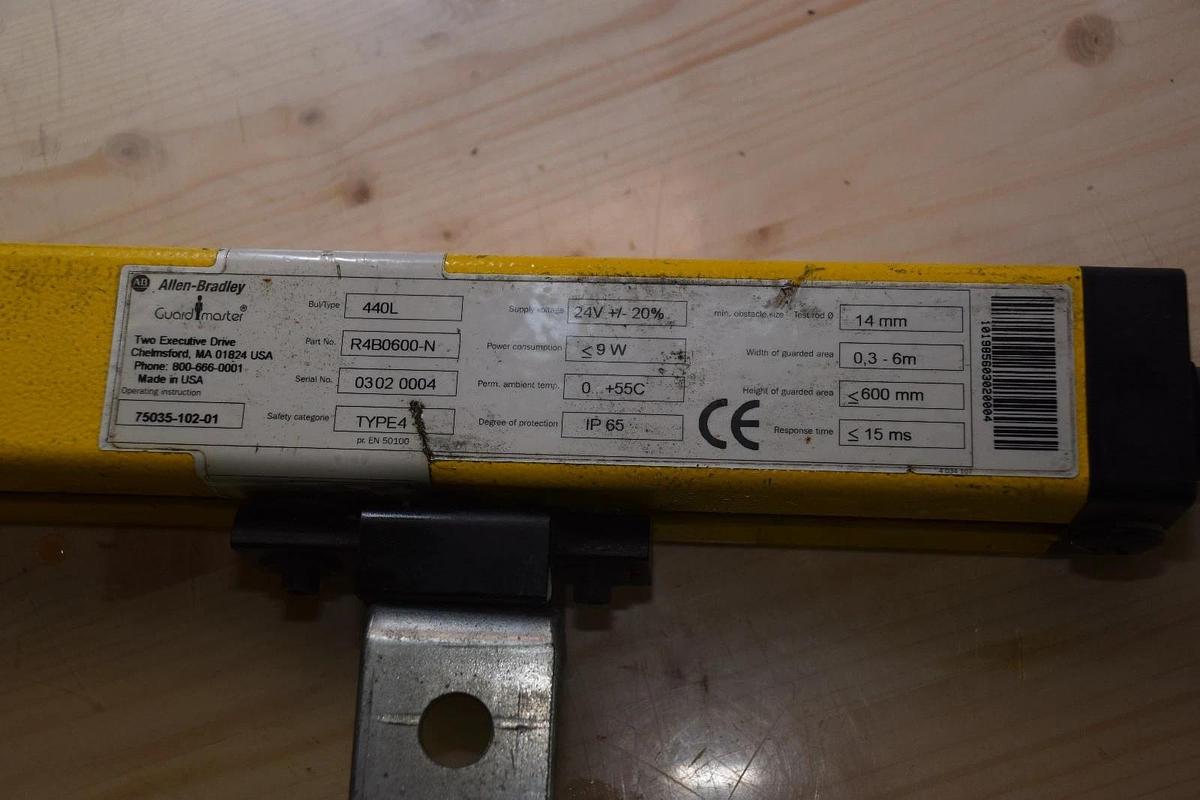 AB Allen-Bradley
Guardmaster®
Two Executive Drive
Chelmsford, MA 01824 USA
Phone: 800-666-0001
Made in USA
Operating instruction
75035-102-01
Bul/Type 440L
Part No. R4B0600-N
Serial No. 0302 0004
Safety categorie TYPE4
pr. EN 50100
Supply voltage 24V +/- 20%
Power consumption ≤ 9 W
Perm. ambient temp. 0...+55C
Degree of protection IP 65
CE
min. obstacle size Test rod Ø 14 mm
Width of guarded area 0,3 - 6m
Height of guarded area ≤ 600 mm
Response time ≤ 15 ms
4 034 107